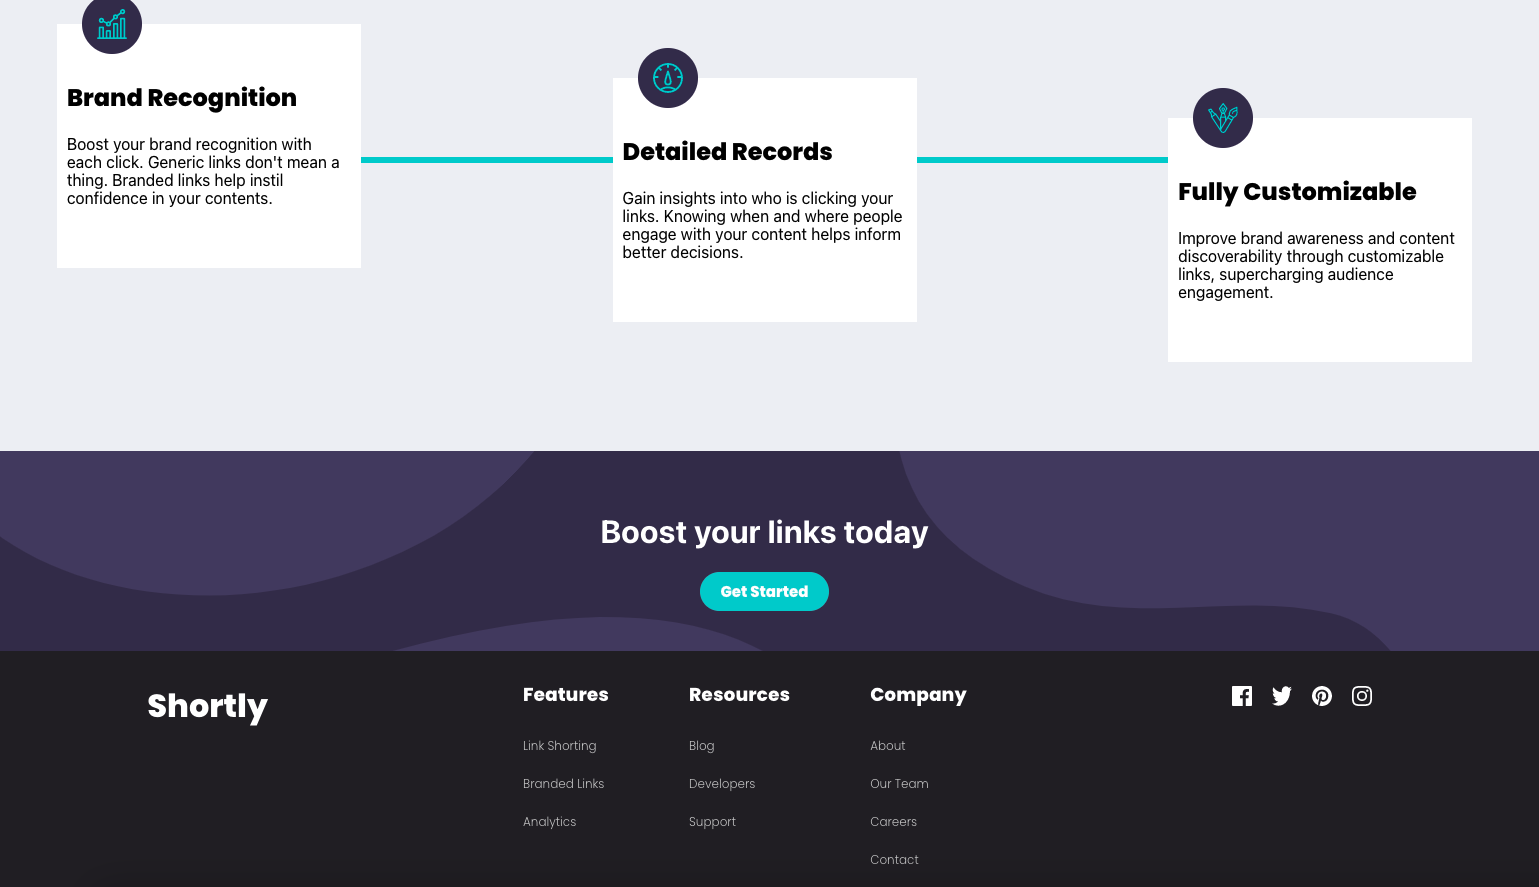 Brand Recognition
Boost your brand recognition with
each click. Generic links don't mean a
thing. Branded links help instil
confidence in your contents.
Detailed Records
Gain insights into who is clicking your
links. Knowing when and where people
engage with your content helps inform
better decisions.
Fully Customizable
Improve brand awareness and content
discoverability through customizable
links, supercharging audience
engagement.
Boost your links today
Get Started
Shortly
Features
Link Shorting
Branded Links
Analytics
Resources
Blog
Developers
Support
Company
About
Our Team
Careers
Contact